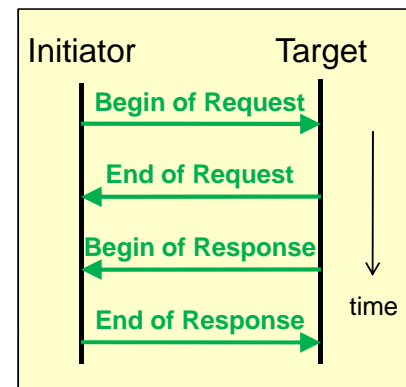 Initiator Target
Begin of Request
End of Request
Begin of Response
End of Response
time